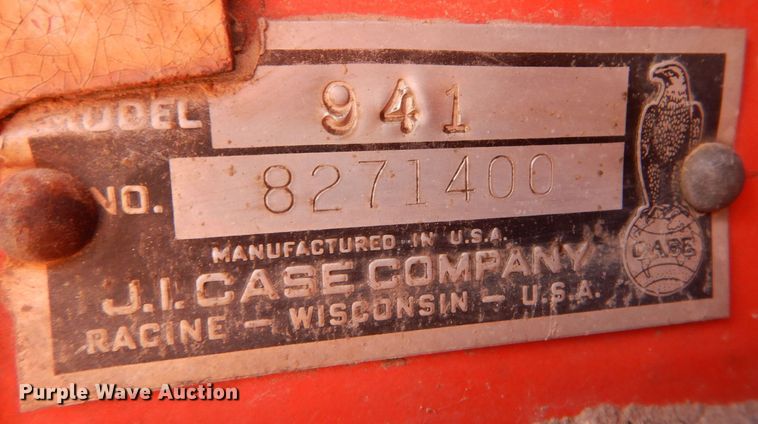 MODEL 941
NO. 8271400
MANUFACTURED IN U.S.A.
J.I. CASE COMPANY
RACINE - WISCONSIN - U.S.A.
CASE
Purple Wave Auction